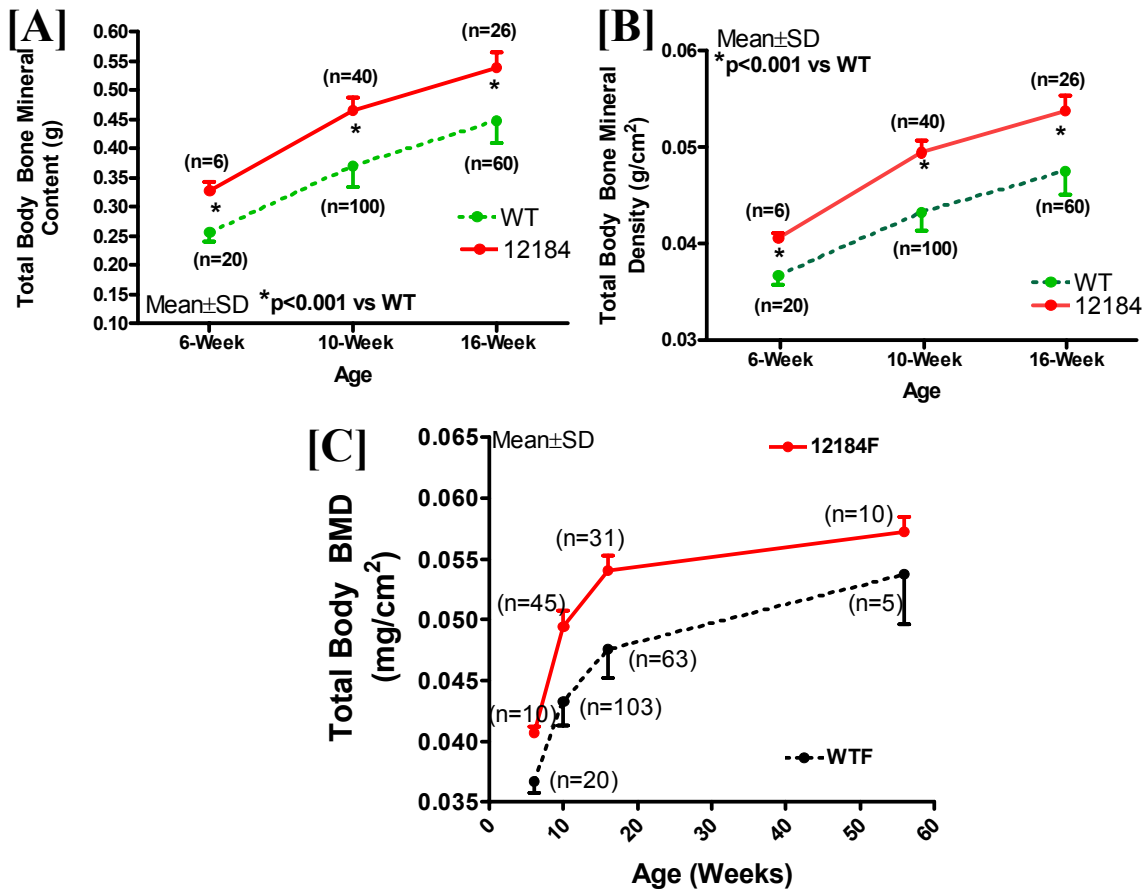 [A]
Total Body Bone Mineral
Content (g)
0.60
0.55
0.50
0.45
0.40
0.35
0.30
0.25
0.20
0.15
0.10
(n=26)
(n=40)
*
(n=6)
*
(n=60)
*
(n=100)
WT
(n=20)
12184
Mean±SD *p<0.001 vs WT
6-Week
10-Week
16-Week
Age
[B]
Total Body Bone Mineral
Density (g/cm²)
0.06
0.05
0.04
0.03
Mean±SD
*p<0.001 vs WT
(n=26)
(n=40)
*
*
(n=6)
(n=60)
*
(n=100)
(n=20)
WT
12184
6-Week
10-Week
16-Week
Age
[C]
Total Body BMD
(mg/cm²)
0.065
0.060
0.055
0.050
0.045
0.040
0.035
Mean±SD
12184F
(n=10)
(n=31)
(n=45)
(n=5)
(n=63)
(n=10)
(n=103)
(n=20)
WTF
0
10
20
30
40
50
60
Age (Weeks)